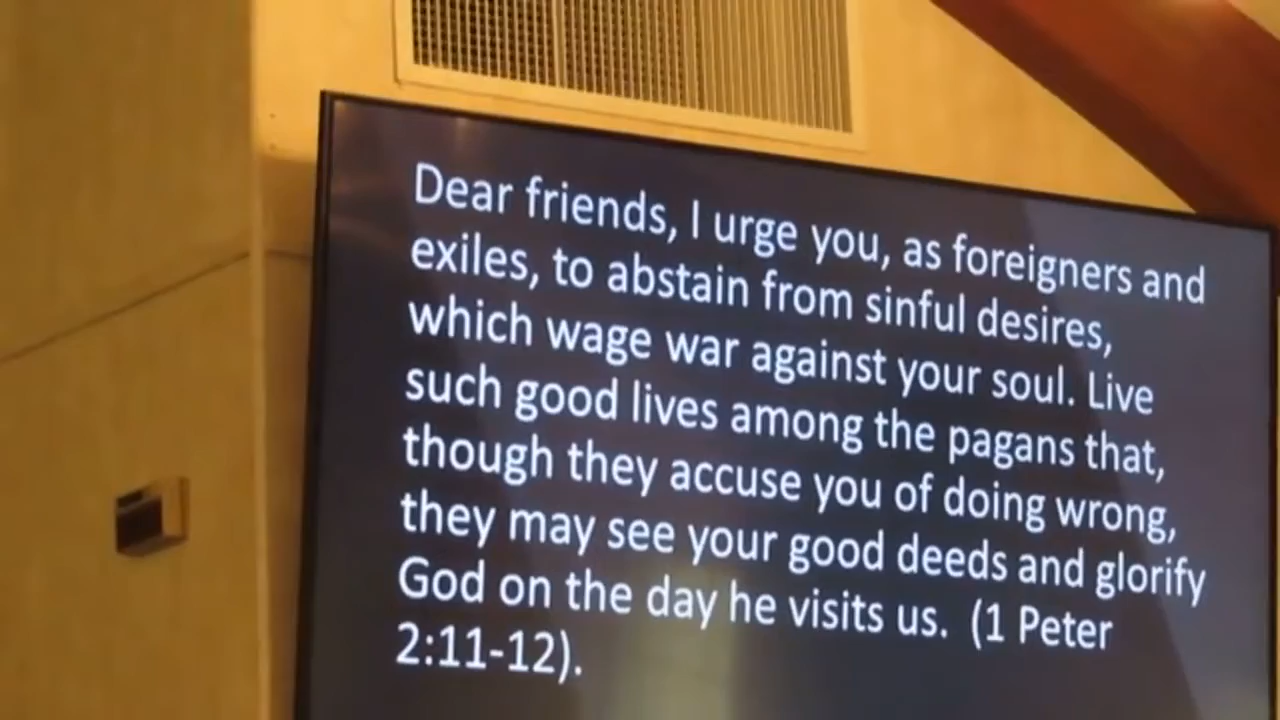 Dear friends, I urge you, as foreigners and
exiles, to abstain from sinful desires,
which wage war against your soul. Live
such good lives among the pagans that,
though they accuse you of doing wrong,
they may see your good deeds and glorify
God on the day he visits us.  (1 Peter
2:11-12).